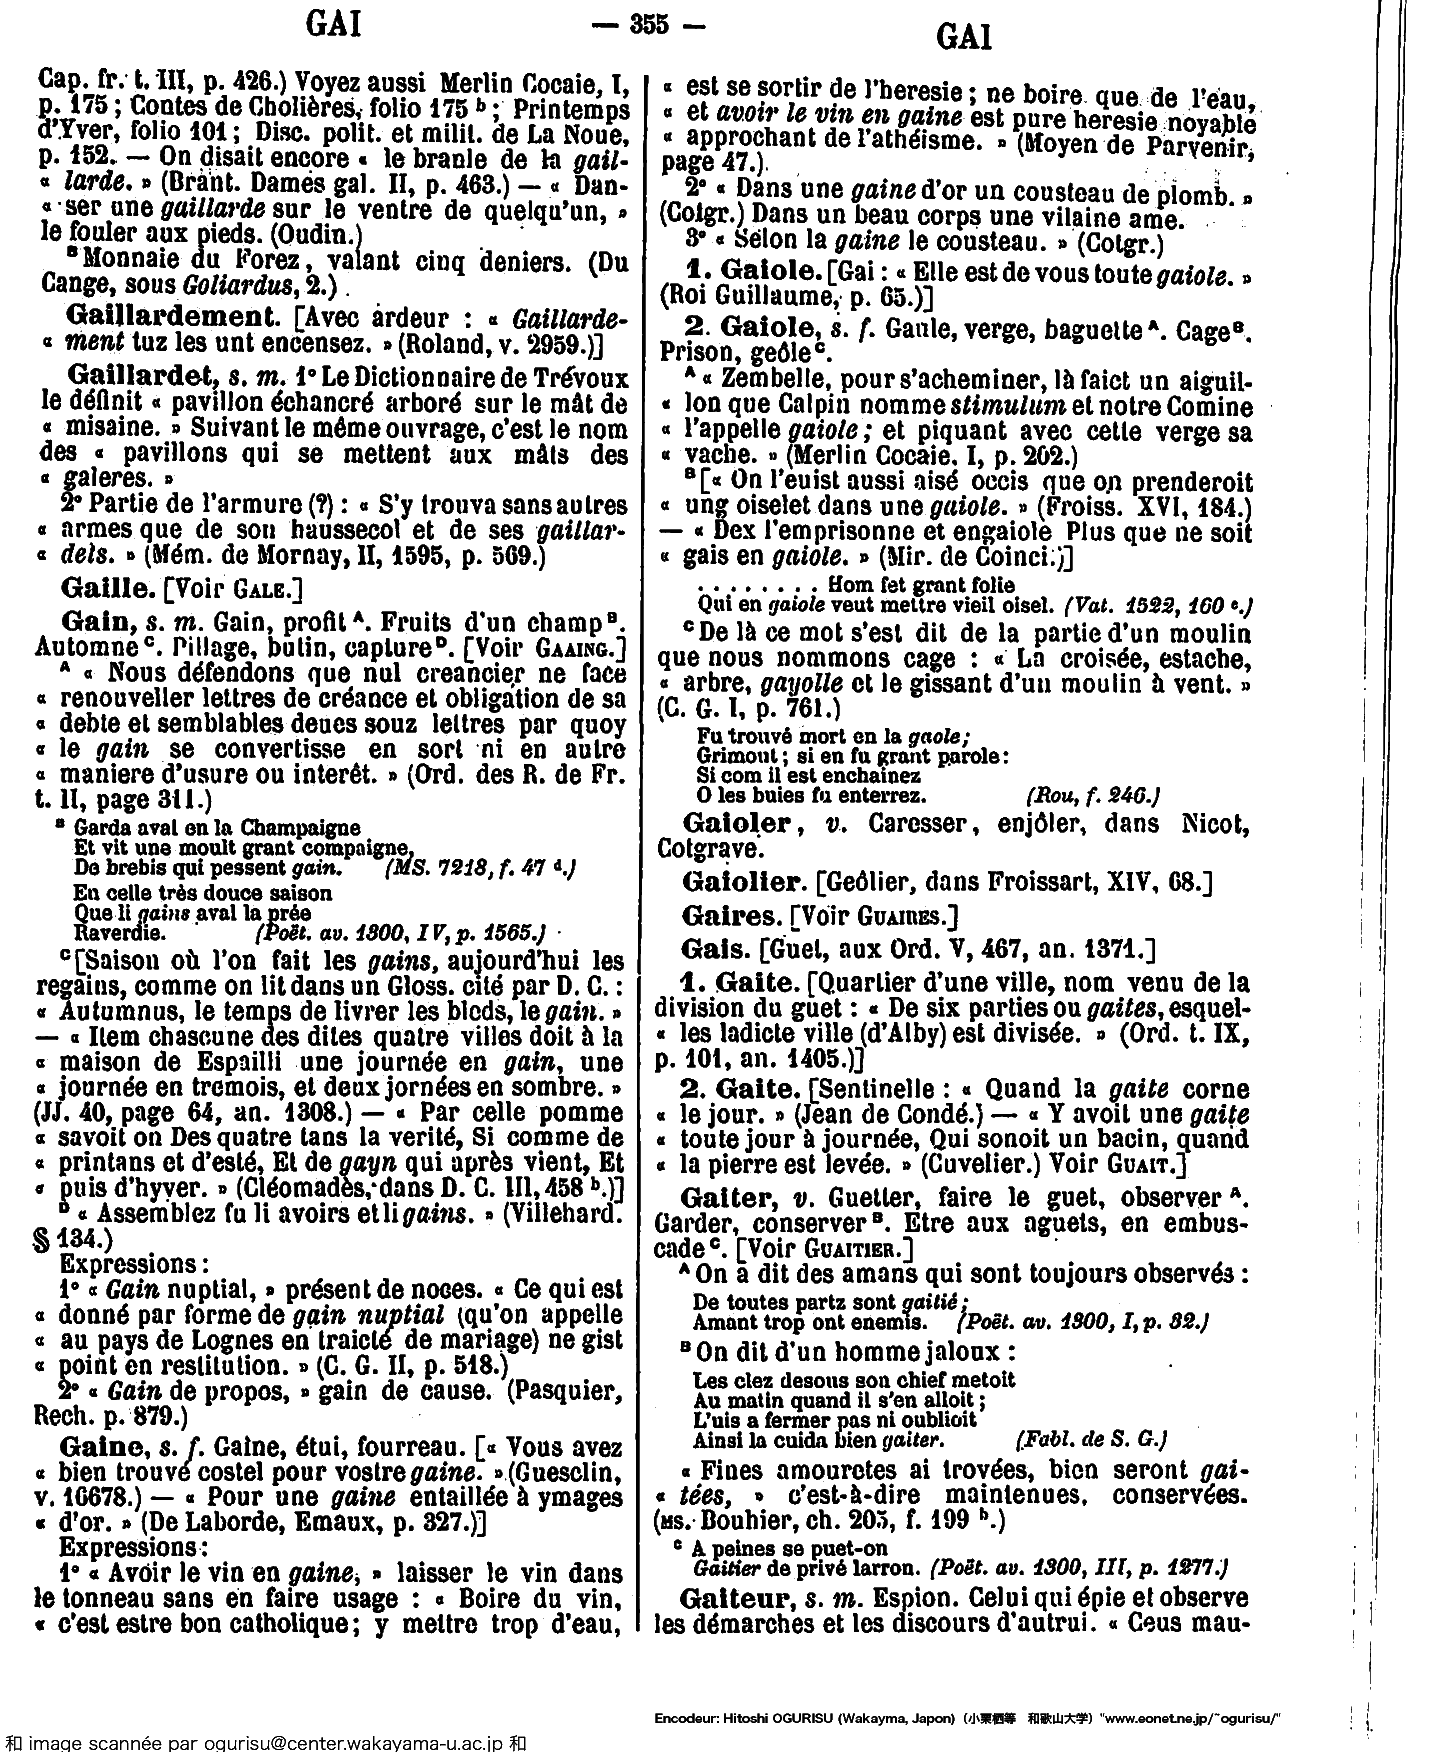 GAI
— 355 —
GAI
Cap. fr. t. III, p. 426.) Voyez aussi Merlin Cocaie, I,
p. 175 ; Contes de Cholières, folio 175 ᵇ ; Printemps
d'Yver, folio 101 ; Disc. polit. et milit. de La Noue,
p. 152. — On disait encore « le branle de la gail-
« larde. » (Brant. Dames gal. II, p. 463.) — « Dan-
« ser une gaillarde sur le ventre de quelqu'un, »
le fouler aux pieds. (Oudin.)
ᴮ Monnaie du Forez, valant cinq deniers. (Du
Cange, sous Goliardus, 2.)
Gaillardement. [Avec ardeur : « Gaillarde-
« ment tuz les unt encensez. » (Roland, v. 2959.)]
Gaillardet, s. m. 1° Le Dictionnaire de Trévoux
le définit « pavillon échancré arboré sur le mât de
« misaine. » Suivant le même ouvrage, c'est le nom
des « pavillons qui se mettent aux mâts des
« galeres. »
2° Partie de l'armure (?) : « S'y trouva sans autres
« armes que de son haussecol et de ses gaillar-
« dels. » (Mém. de Mornay, II, 1595, p. 569.)
Gaille. [Voir GALE.]
Gain, s. m. Gain, profit ᴬ. Fruits d'un champ ᴮ.
Automne ᶜ. Pillage, butin, capture ᴰ. [Voir GAAING.]
ᴬ « Nous défendons que nul creancier ne face
« renouveller lettres de créance et obligation de sa
« debte et semblables deues souz lettres par quoy
« le gain se convertisse en sort ni en autre
« maniere d'usure ou interêt. » (Ord. des R. de Fr.
t. II, page 311.)
ᴮ Garda aval en la Champaigne
Et vit une moult grant compaigne,
De brebis qui pessent gain. (MS. 7218, f. 47 ᵈ.)
En celle très douce saison
Que li gains aval la prée
Raverdie. (Poët. av. 1300, IV, p. 1565.)
ᶜ [Saison où l'on fait les gains, aujourd'hui les
regains, comme on lit dans un Gloss. cité par D. C. :
« Autumnus, le temps de livrer les bleds, le gain. »
— « Item chascune des dites quatre villes doit à la
« maison de Espailli une journée en gain, une
« journée en tremois, et deux jornées en sombre. »
(JJ. 40, page 64, an. 1308.) — « Par celle pomme
« savoit on Des quatre tans la verité, Si comme de
« printans et d'esté, Et de gayn qui après vient, Et
« puis d'hyver. » (Cléomadès, dans D. C. III, 458 ᵇ.)]
ᴰ « Assemblez fu li avoirs et li gains. » (Villehard.
§ 134.)
Expressions :
1° « Gain nuptial, » présent de noces. « Ce qui est
« donné par forme de gain nuptial (qu'on appelle
« au pays de Lognes en traicté de mariage) ne gist
« point en restitution. » (C. G. II, p. 518.)
2° « Gain de propos, » gain de cause. (Pasquier,
Rech. p. 879.)
Gaine, s. f. Gaîne, étui, fourreau. [« Vous avez
« bien trouvé costel pour vostre gaine. » (Guesclin,
v. 16678.) — « Pour une gaine entaillée à ymages
« d'or. » (De Laborde, Emaux, p. 327.)]
Expressions :
1° « Avoir le vin en gaine, » laisser le vin dans
le tonneau sans en faire usage : « Boire du vin,
« c'est estre bon catholique ; y mettre trop d'eau,
« est se sortir de l'heresie ; ne boire que de l'eau,
« et avoir le vin en gaine est pure heresie noyable
« approchant de l'athéisme. » (Moyen de Parvenir,
page 47.)
2° « Dans une gaine d'or un cousteau de plomb. »
(Cotgr.) Dans un beau corps une vilaine ame.
3° « Selon la gaine le cousteau. » (Cotgr.)
1. Gaiole. [Gai : « Elle est de vous toute gaiole. »
(Roi Guillaume, p. 65.)]
2. Gaiole, s. f. Gaule, verge, baguette ᴬ. Cage ᴮ.
Prison, geôle ᶜ.
ᴬ « Zembelle, pour s'acheminer, là faict un aiguil-
« lon que Calpin nomme stimulum et notre Comine
« l'appelle gaiole ; et piquant avec cette verge sa
« vache. » (Merlin Cocaie, I, p. 202.)
ᴮ [« On l'euist aussi aisé occis que on prenderoit
« ung oiselet dans une gaiole. » (Froiss. XVI, 184.)
— « Dex l'emprisonne et engaiole Plus que ne soit
« gais en gaiole. » (Mir. de Coinci.)]
. . . . . . . . Hom fet grant folie
Qui en gaiole veut mettre vieil oisel. (Vat. 1522, 160 ᵉ.)
ᶜ De là ce mot s'est dit de la partie d'un moulin
que nous nommons cage : « La croisée, estache,
« arbre, gayolle et le gissant d'un moulin à vent. »
(C. G. I, p. 761.)
Fu trouvé mort en la gaole ;
Grimont ; si en fu grant parole :
Si com il est enchainez
O les buies fu enterrez. (Rou, f. 246.)
Gaioler, v. Caresser, enjôler, dans Nicot,
Cotgrave.
Gaiolier. [Geôlier, dans Froissart, XIV, 68.]
Gaires. [Voir GUAIRES.]
Gais. [Guet, aux Ord. V, 467, an. 1371.]
1. Gaite. [Quartier d'une ville, nom venu de la
division du guet : « De six parties ou gaites, esquel-
« les ladicte ville (d'Alby) est divisée. » (Ord. t. IX,
p. 101, an. 1405.)]
2. Gaite. [Sentinelle : « Quand la gaite corne
« le jour. » (Jean de Condé.) — « Y avoit une gaite
« toute jour à journée, Qui sonoit un bacin, quand
« la pierre est levée. » (Cuvelier.) Voir GUAIT.]
Gaiter, v. Guetter, faire le guet, observer ᴬ.
Garder, conserver ᴮ. Etre aux aguets, en embus-
cade ᶜ. [Voir GUAITIER.]
ᴬ On a dit des amans qui sont toujours observés :
De toutes partz sont gaitié ;
Amant trop ont enemis. (Poët. av. 1300, I, p. 32.)
ᴮ On dit d'un homme jaloux :
Les clez desous son chief metoit
Au matin quand il s'en alloit ;
L'uis a fermer pas ni oublioit
Ainsi la cuida bien gaiter. (Fabl. de S. G.)
« Fines amouretes ai trovées, bien seront gai-
« tées, » c'est-à-dire maintenues, conservées.
(MS. Bouhier, ch. 205, f. 199 ᵇ.)
ᶜ A peines se puet-on
Gaitier de privé larron. (Poët. av. 1300, III, p. 1277.)
Gaiteur, s. m. Espion. Celui qui épie et observe
les démarches et les discours d'autrui. « Ceus mau-
Encodeur: Hitoshi OGURISU (Wakayma, Japon)（小栗栖等　和歌山大学）"www.eonet.ne.jp/~ogurisu/"
和 image scannée par ogurisu@center.wakayama-u.ac.jp 和